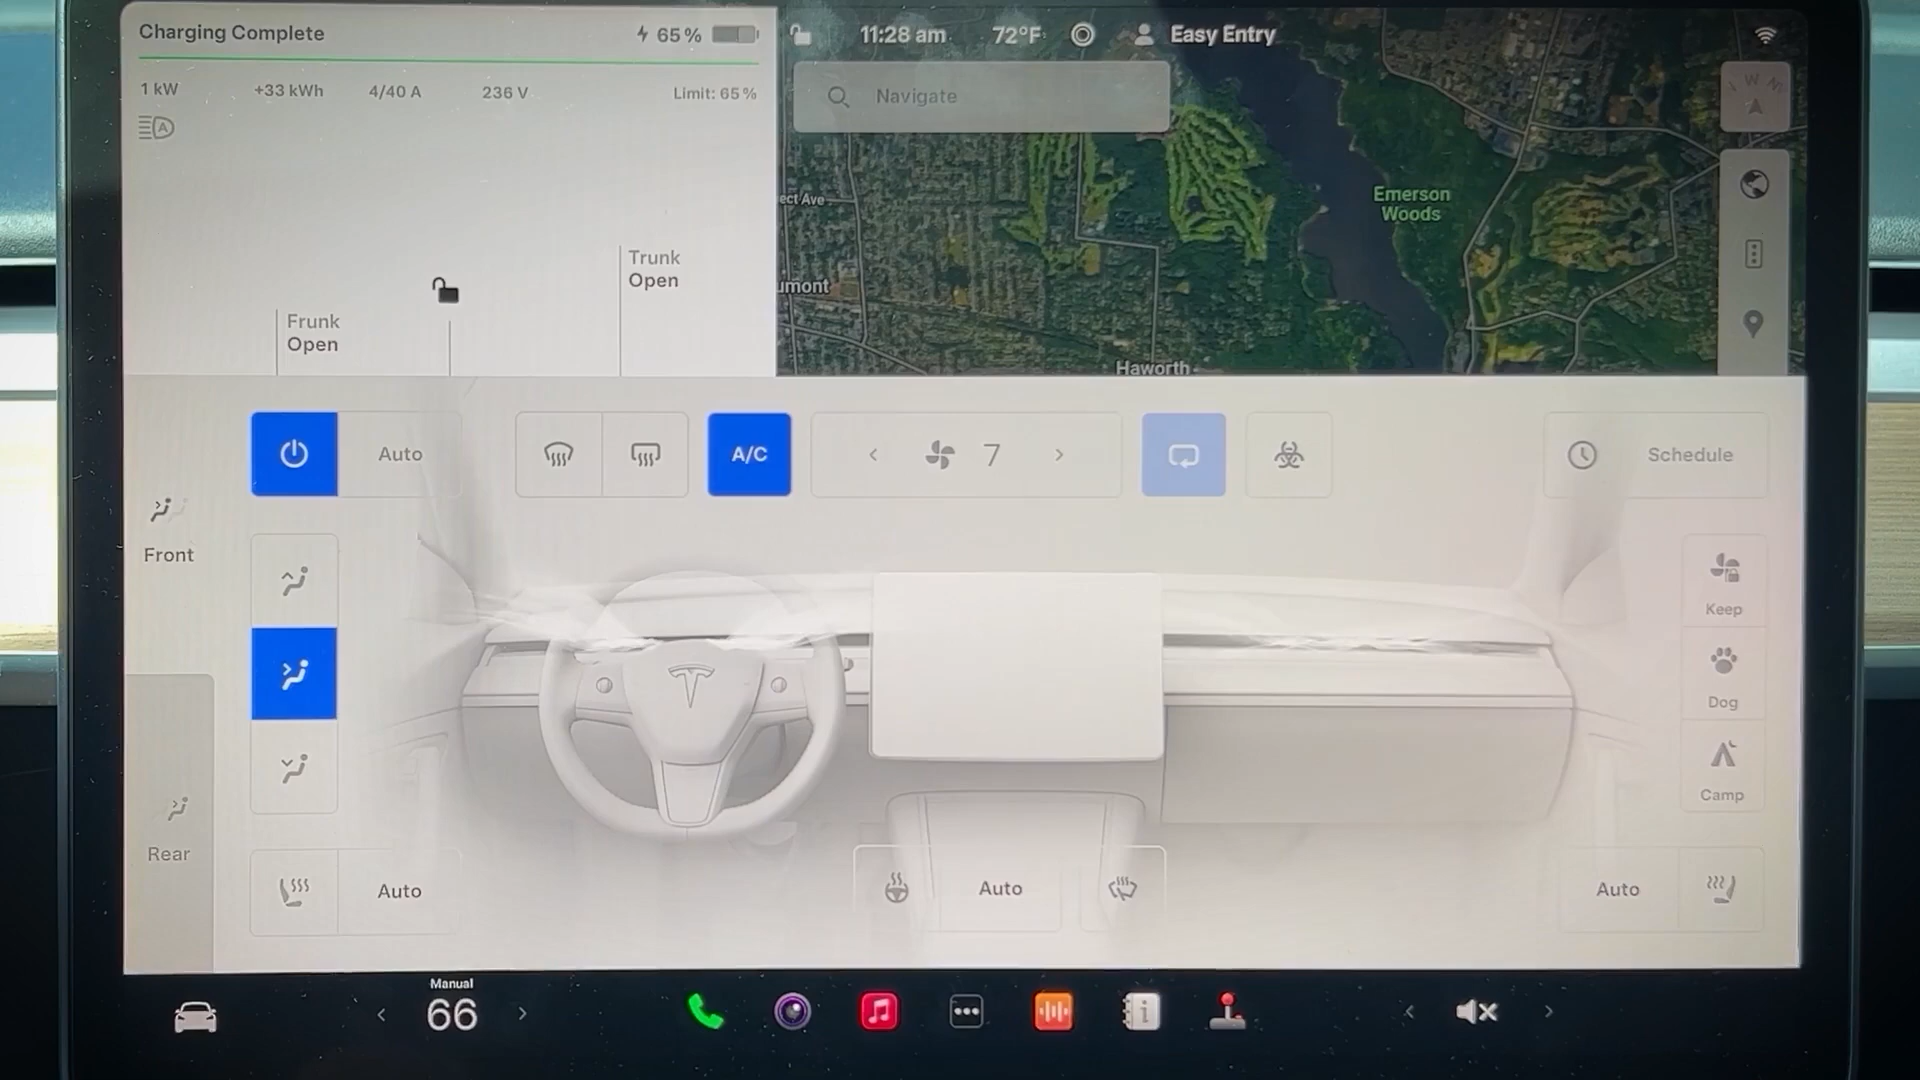 Charging Complete
65 %
11:28 am
72°F
Easy Entry
1 kW
+33 kWh
4/40 A
236 V
Limit: 65 %
Navigate
W
N
A
ect Ave
Emerson
Woods
Trunk
Open
umont
Frunk
Open
Haworth
Auto
A/C
7
Schedule
Front
Keep
Dog
Camp
Rear
Auto
Auto
Auto
Manual
66